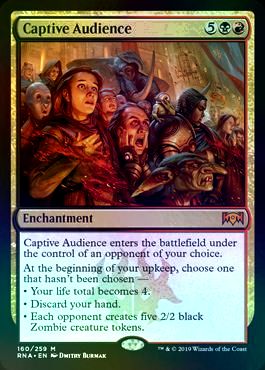 Captive Audience 5
Captive Audience enters the battlefield under
the control of an opponent of your choice.
At the beginning of your upkeep, choose one
that hasn't been chosen —
• Your life total becomes 4.
• Discard your hand.
• Each opponent creates five 2/2 black
Zombie creature tokens.
Enchantment
160/259 M
RNA • EN Dmitry Burmak
™ & © 2019 Wizards of the Coast